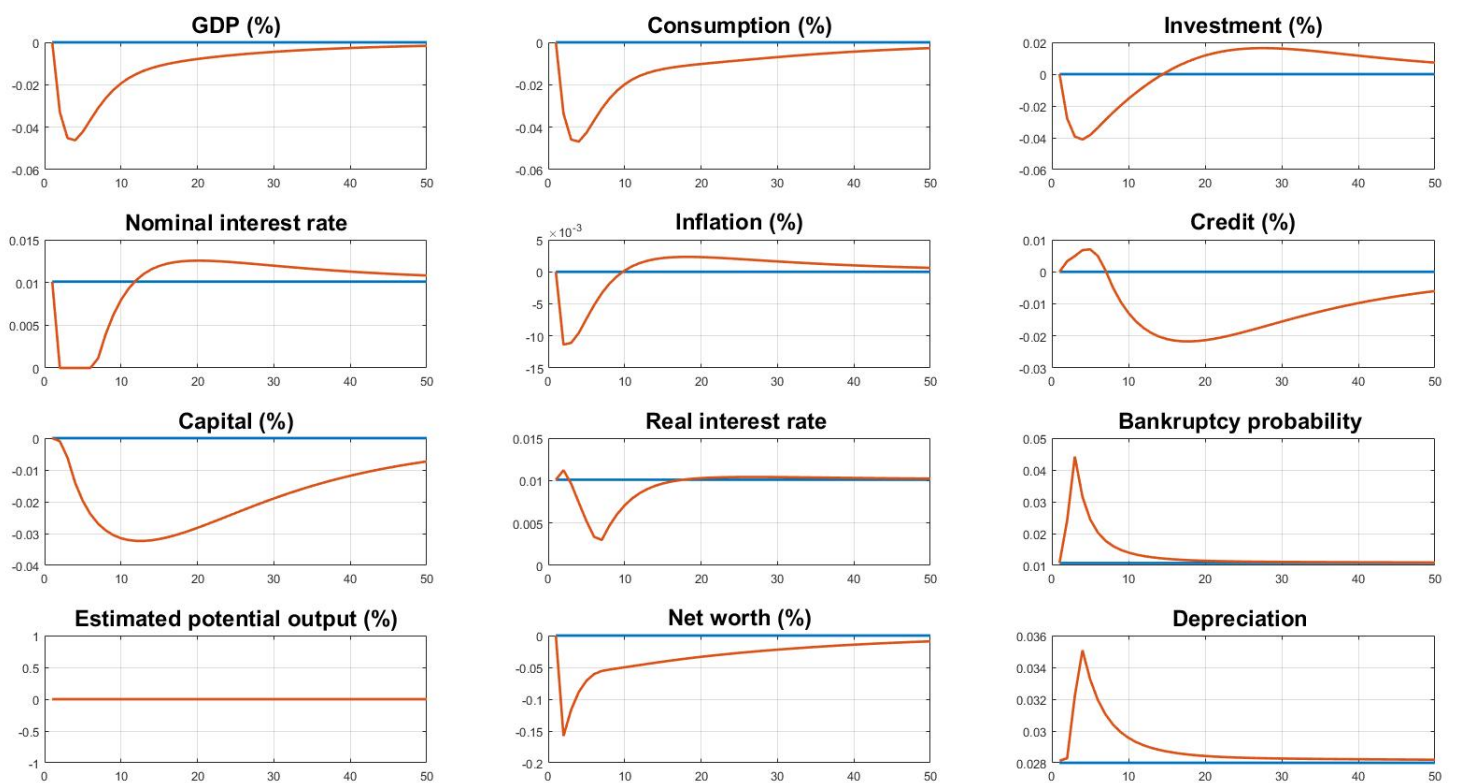 GDP (%)
0
-0.02
-0.04
-0.06
0 10 20 30 40 50
Consumption (%)
0
-0.02
-0.04
-0.06
0 10 20 30 40 50
Investment (%)
0.02
0
-0.02
-0.04
-0.06
0 10 20 30 40 50
Nominal interest rate
0.015
0.01
0.005
0
0 10 20 30 40 50
Inflation (%)
× 10⁻³
5
0
-5
-10
-15
0 10 20 30 40 50
Credit (%)
0.01
0
-0.01
-0.02
-0.03
0 10 20 30 40 50
Capital (%)
0
-0.01
-0.02
-0.03
-0.04
0 10 20 30 40 50
Real interest rate
0.015
0.01
0.005
0
0 10 20 30 40 50
Bankruptcy probability
0.05
0.04
0.03
0.02
0.01
0 10 20 30 40 50
Estimated potential output (%)
1
0.5
0
-0.5
-1
0 10 20 30 40 50
Net worth (%)
0
-0.05
-0.1
-0.15
-0.2
0 10 20 30 40 50
Depreciation
0.036
0.034
0.032
0.03
0.028
0 10 20 30 40 50